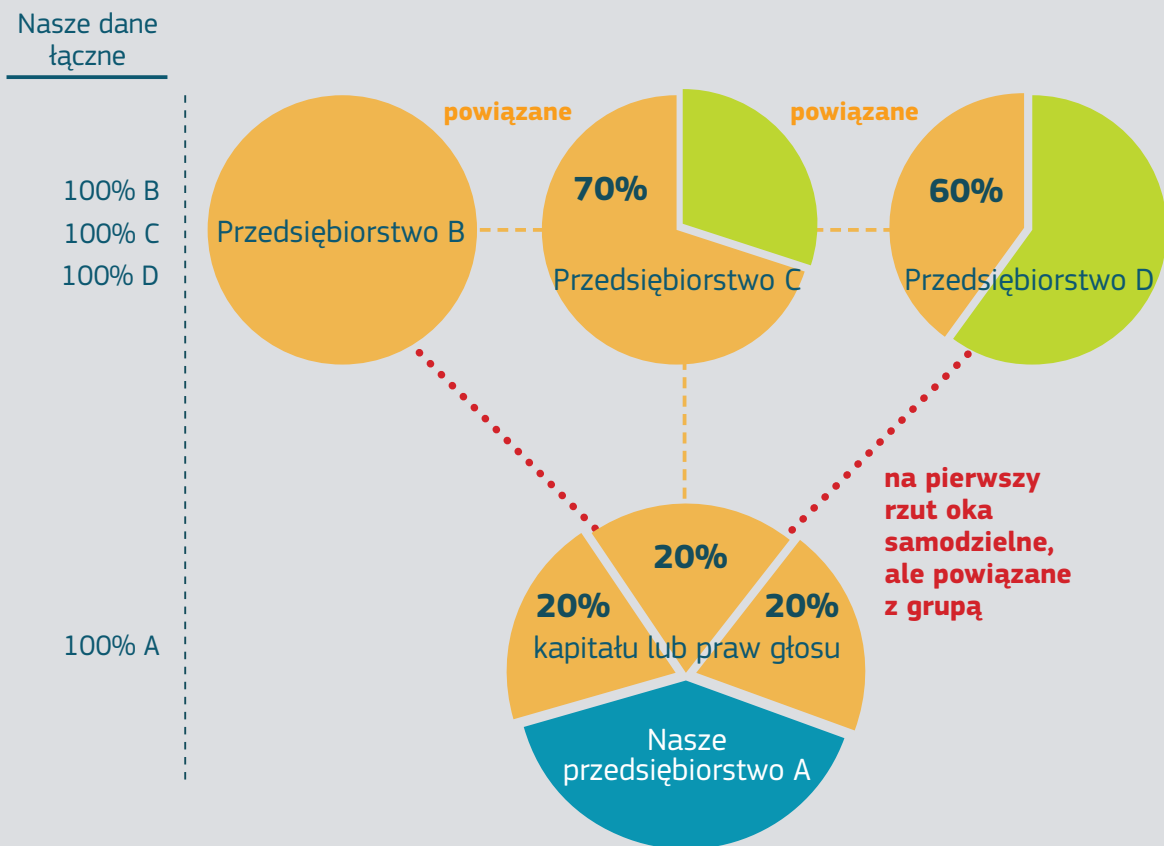 Nasze dane
łączne
powiązane
powiązane
100% B
100% C
100% D
Przedsiębiorstwo B
70%
Przedsiębiorstwo C
60%
Przedsiębiorstwo D
na pierwszy
rzut oka
samodzielne,
ale powiązane
z grupą
100% A
20%
20%
20%
kapitału lub praw głosu
Nasze
przedsiębiorstwo A